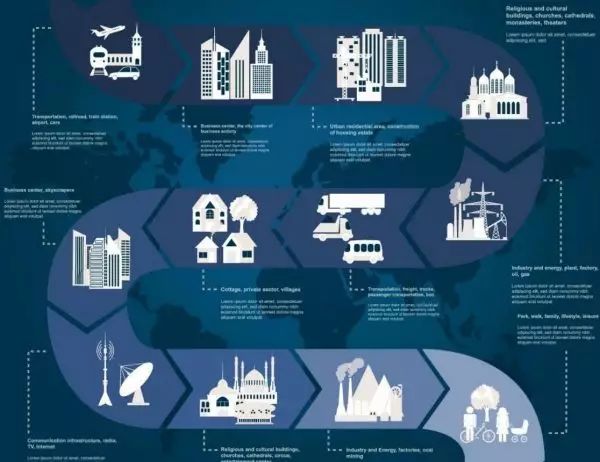 Religious and cultural
buildings, churches, cathedrals,
monasteries, theaters
Lorem ipsum dolor sit amet, consectetuer
adipiscing elit, sed
Transportation, railroad, train station,
airport, cars
Lorem ipsum dolor sit amet, consectetuer
adipiscing elit, sed diam nonummy nibh
euismod tincidunt ut laoreet dolore magna
aliquam erat volutpat
Business center, the city center of
business activity
Lorem ipsum dolor sit amet, consectetuer
adipiscing elit, sed diam nonummy nibh
euismod tincidunt ut laoreet dolore magna
aliquam erat volutpat
Urban residential area, construction
of housing estate
Lorem ipsum dolor sit amet, consectetuer
adipiscing elit, sed diam nonummy nibh
euismod tincidunt ut laoreet dolore magna
aliquam erat volutpat
Business center, skyscrapers
Lorem ipsum dolor sit amet, consectetuer
adipiscing elit, sed diam nonummy nibh
euismod tincidunt ut laoreet dolore magna
aliquam erat volutpat
Cottage, private sector, villages
Lorem ipsum dolor sit amet, consectetuer
adipiscing elit, sed diam nonummy nibh
euismod tincidunt ut laoreet dolore magna
aliquam erat volutpat
Transportation, freight, trucks,
passenger transportation, bus
Lorem ipsum dolor sit amet, consectetuer
adipiscing elit, sed diam nonummy nibh
euismod tincidunt ut laoreet dolore magna
aliquam erat volutpat
Industry and energy, plant, factory,
oil, gas
Lorem ipsum dolor sit amet, consectetuer
adipiscing elit, sed diam nonummy nibh
euismod tincidunt ut laoreet dolore magna
aliquam erat volutpat
Park, walk, family, lifestyle, leisure
Lorem ipsum dolor sit amet, consectetuer
adipiscing elit, sed diam nonummy nibh
euismod tincidunt ut laoreet dolore magna
aliquam erat volutpat
Communication infrastructure, radio,
TV, Internet
Lorem ipsum dolor sit amet, consectetuer
Religious and cultural buildings,
churches, cathedrals, circus,
Industry and Energy, factories, coal
mining